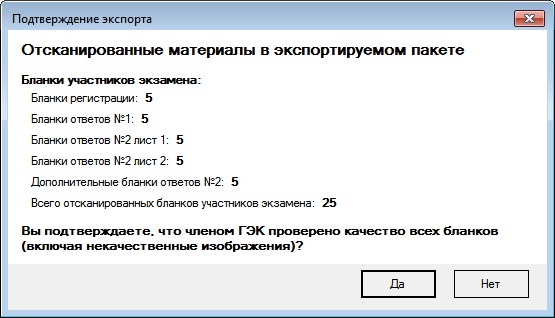 Подтверждение экспорта
Отсканированные материалы в экспортируемом пакете
Бланки участников экзамена:
Бланки регистрации: 5
Бланки ответов №1: 5
Бланки ответов №2 лист 1: 5
Бланки ответов №2 лист 2: 5
Дополнительные бланки ответов №2: 5
Всего отсканированных бланков участников экзамена: 25
Вы подтверждаете, что членом ГЭК проверено качество всех бланков
(включая некачественные изображения)?
Да Нет